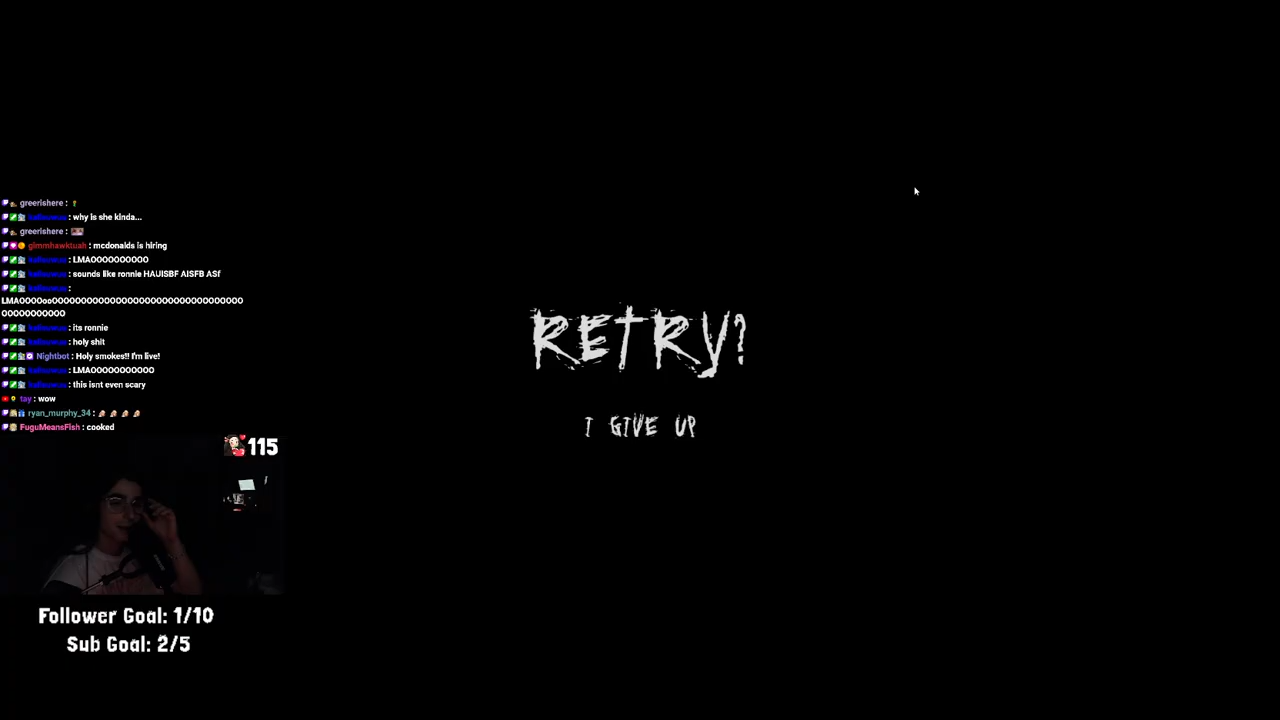 greerishere :
: why is she kinda...
greerishere :
gimmhawktuah : mcdonalds is hiring
: LMAOOOOOOOOOO
: sounds like ronnie HAUISBF AISFB ASf
:
: its ronnie
: holy shit
Nightbot : Holy smokes!! I'm live!
: LMAOOOOOOOOOOO
: this isnt even scary
tay : wow
ryan_murphy_34 :
FuguMeansFish : cooked
115
RETRY?
I GIVE UP
Follower Goal: 1/10
Sub Goal: 2/5